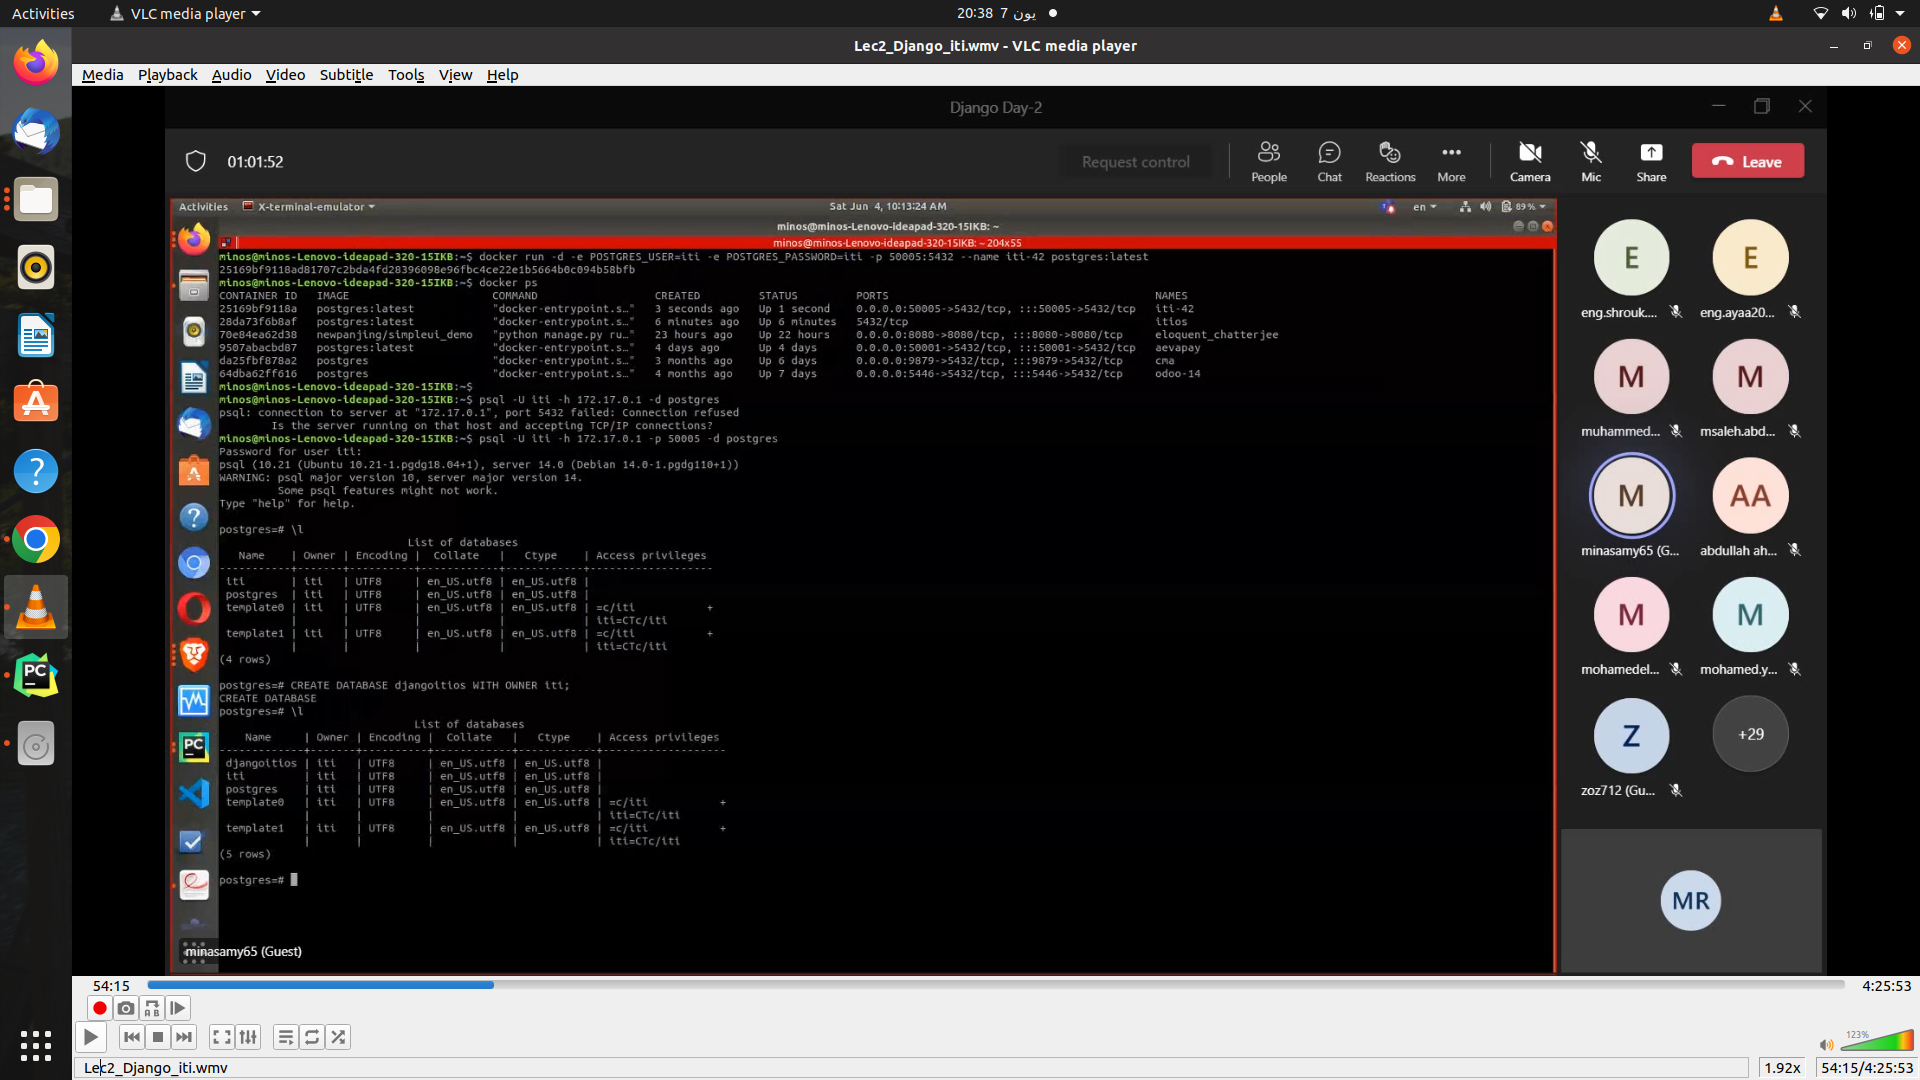 Activities
VLC media player
20:38 7 يون
Lec2_Django_iti.wmv - VLC media player
Media Playback Audio Video Subtitle Tools View Help
Django Day-2
01:01:52
Request control
People
Chat
Reactions
More
Camera
Mic
Share
Leave
Activities X-terminal-emulator Sat Jun 4, 10:13:24 AM en 89 %
minos@minos-Lenovo-ideapad-320-15IKB: ~
minos@minos-Lenovo-ideapad-320-15IKB: ~ 204x55
minos@minos-Lenovo-ideapad-320-15IKB:~$ docker run -d -e POSTGRES_USER=iti -e POSTGRES_PASSWORD=iti -p 50005:5432 --name iti-42 postgres:latest
25169bf9118ad81707c2bda4fd28396098e96fbc4ce22e1b5664b0c094b58bfb
minos@minos-Lenovo-ideapad-320-15IKB:~$ docker ps
CONTAINER ID IMAGE COMMAND CREATED STATUS PORTS NAMES
25169bf9118a postgres:latest "docker-entrypoint.s…" 3 seconds ago Up 1 second 0.0.0.0:50005->5432/tcp, :::50005->5432/tcp iti-42
28da73f6b8af postgres:latest "docker-entrypoint.s…" 6 minutes ago Up 6 minutes 5432/tcp itios
70e84ea62d38 newpanjing/simpleui_demo "python manage.py ru…" 23 hours ago Up 22 hours 0.0.0.0:8080->8080/tcp, :::8080->8080/tcp eloquent_chatterjee
9507abacbd87 postgres:latest "docker-entrypoint.s…" 4 days ago Up 4 days 0.0.0.0:50001->5432/tcp, :::50001->5432/tcp aevapay
da25fbf878a2 postgres "docker-entrypoint.s…" 3 months ago Up 6 days 0.0.0.0:9879->5432/tcp, :::9879->5432/tcp cma
64dba62ff616 postgres "docker-entrypoint.s…" 4 months ago Up 7 days 0.0.0.0:5446->5432/tcp, :::5446->5432/tcp odoo-14
minos@minos-Lenovo-ideapad-320-15IKB:~$
minos@minos-Lenovo-ideapad-320-15IKB:~$ psql -U iti -h 172.17.0.1 -d postgres
psql: connection to server at "172.17.0.1", port 5432 failed: Connection refused
Is the server running on that host and accepting TCP/IP connections?
minos@minos-Lenovo-ideapad-320-15IKB:~$ psql -U iti -h 172.17.0.1 -p 50005 -d postgres
Password for user iti:
psql (10.21 (Ubuntu 10.21-1.pgdg18.04+1), server 14.0 (Debian 14.0-1.pgdg110+1))
WARNING: psql major version 10, server major version 14.
Some psql features might not work.
Type "help" for help.
postgres=# \l
List of databases
Name | Owner | Encoding | Collate | Ctype | Access privileges
-----------+-------+----------+------------+------------+-------------------
iti | iti | UTF8 | en_US.utf8 | en_US.utf8 |
postgres | iti | UTF8 | en_US.utf8 | en_US.utf8 |
template0 | iti | UTF8 | en_US.utf8 | en_US.utf8 | =c/iti +
| | | | | iti=CTc/iti
template1 | iti | UTF8 | en_US.utf8 | en_US.utf8 | =c/iti +
| | | | | iti=CTc/iti
(4 rows)
postgres=# CREATE DATABASE djangoitios WITH OWNER iti;
CREATE DATABASE
postgres=# \l
List of databases
Name | Owner | Encoding | Collate | Ctype | Access privileges
-------------+-------+----------+------------+------------+-------------------
djangoitios | iti | UTF8 | en_US.utf8 | en_US.utf8 |
iti | iti | UTF8 | en_US.utf8 | en_US.utf8 |
postgres | iti | UTF8 | en_US.utf8 | en_US.utf8 |
template0 | iti | UTF8 | en_US.utf8 | en_US.utf8 | =c/iti +
| | | | | iti=CTc/iti
template1 | iti | UTF8 | en_US.utf8 | en_US.utf8 | =c/iti +
| | | | | iti=CTc/iti
(5 rows)
postgres=#
minasamy65 (Guest)
E E
eng.shrouk.... eng.ayaa20...
M M
muhammed... msaleh.abd...
M AA
minasamy65 (G... abdullah ah...
M M
mohamedel... mohamed.y...
Z +29
zoz712 (Gu...
MR
PC
PC
54:15 4:25:53
A B
123%
Lec2_Django_iti.wmv 1.92x 54:15/4:25:53